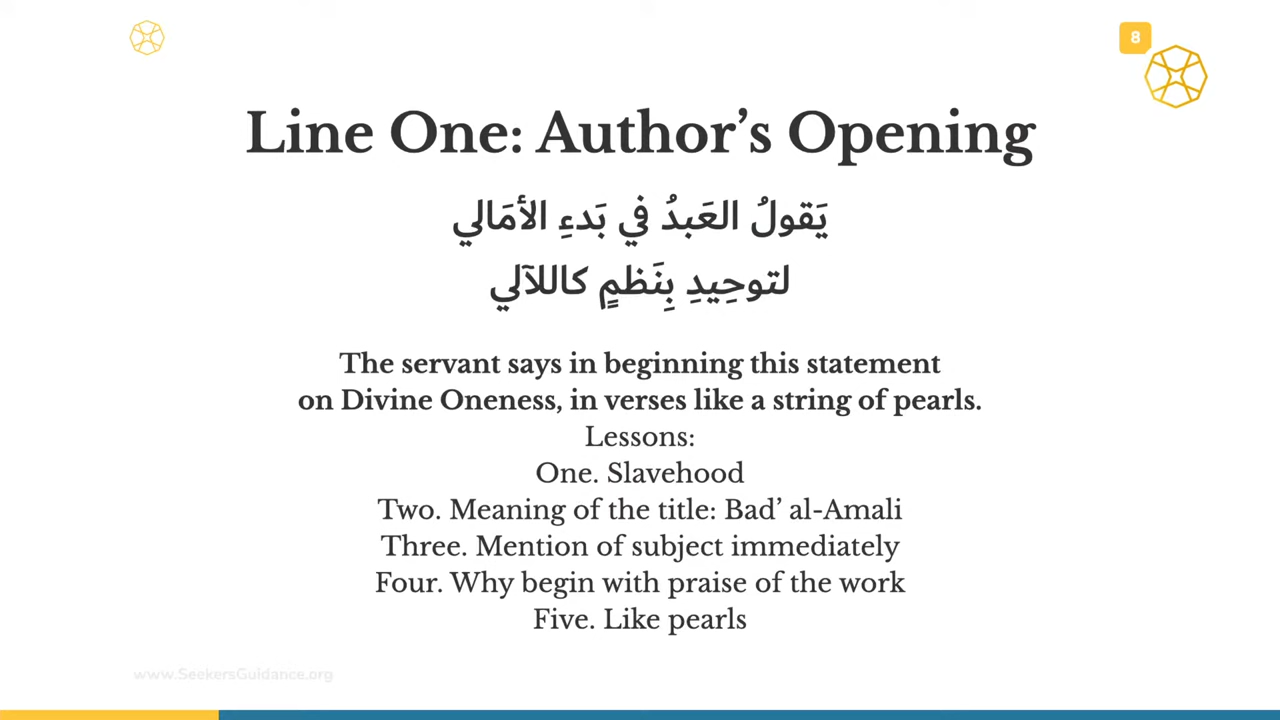 8
Line One: Author’s Opening
يَقولُ العَبدُ في بَدءِ الأمَالي
لتوحِيدِ بِنَظمٍ كاللآلي
The servant says in beginning this statement
on Divine Oneness, in verses like a string of pearls.
Lessons:
One. Slavehood
Two. Meaning of the title: Bad’ al-Amali
Three. Mention of subject immediately
Four. Why begin with praise of the work
Five. Like pearls
www.SeekersGuidance.org